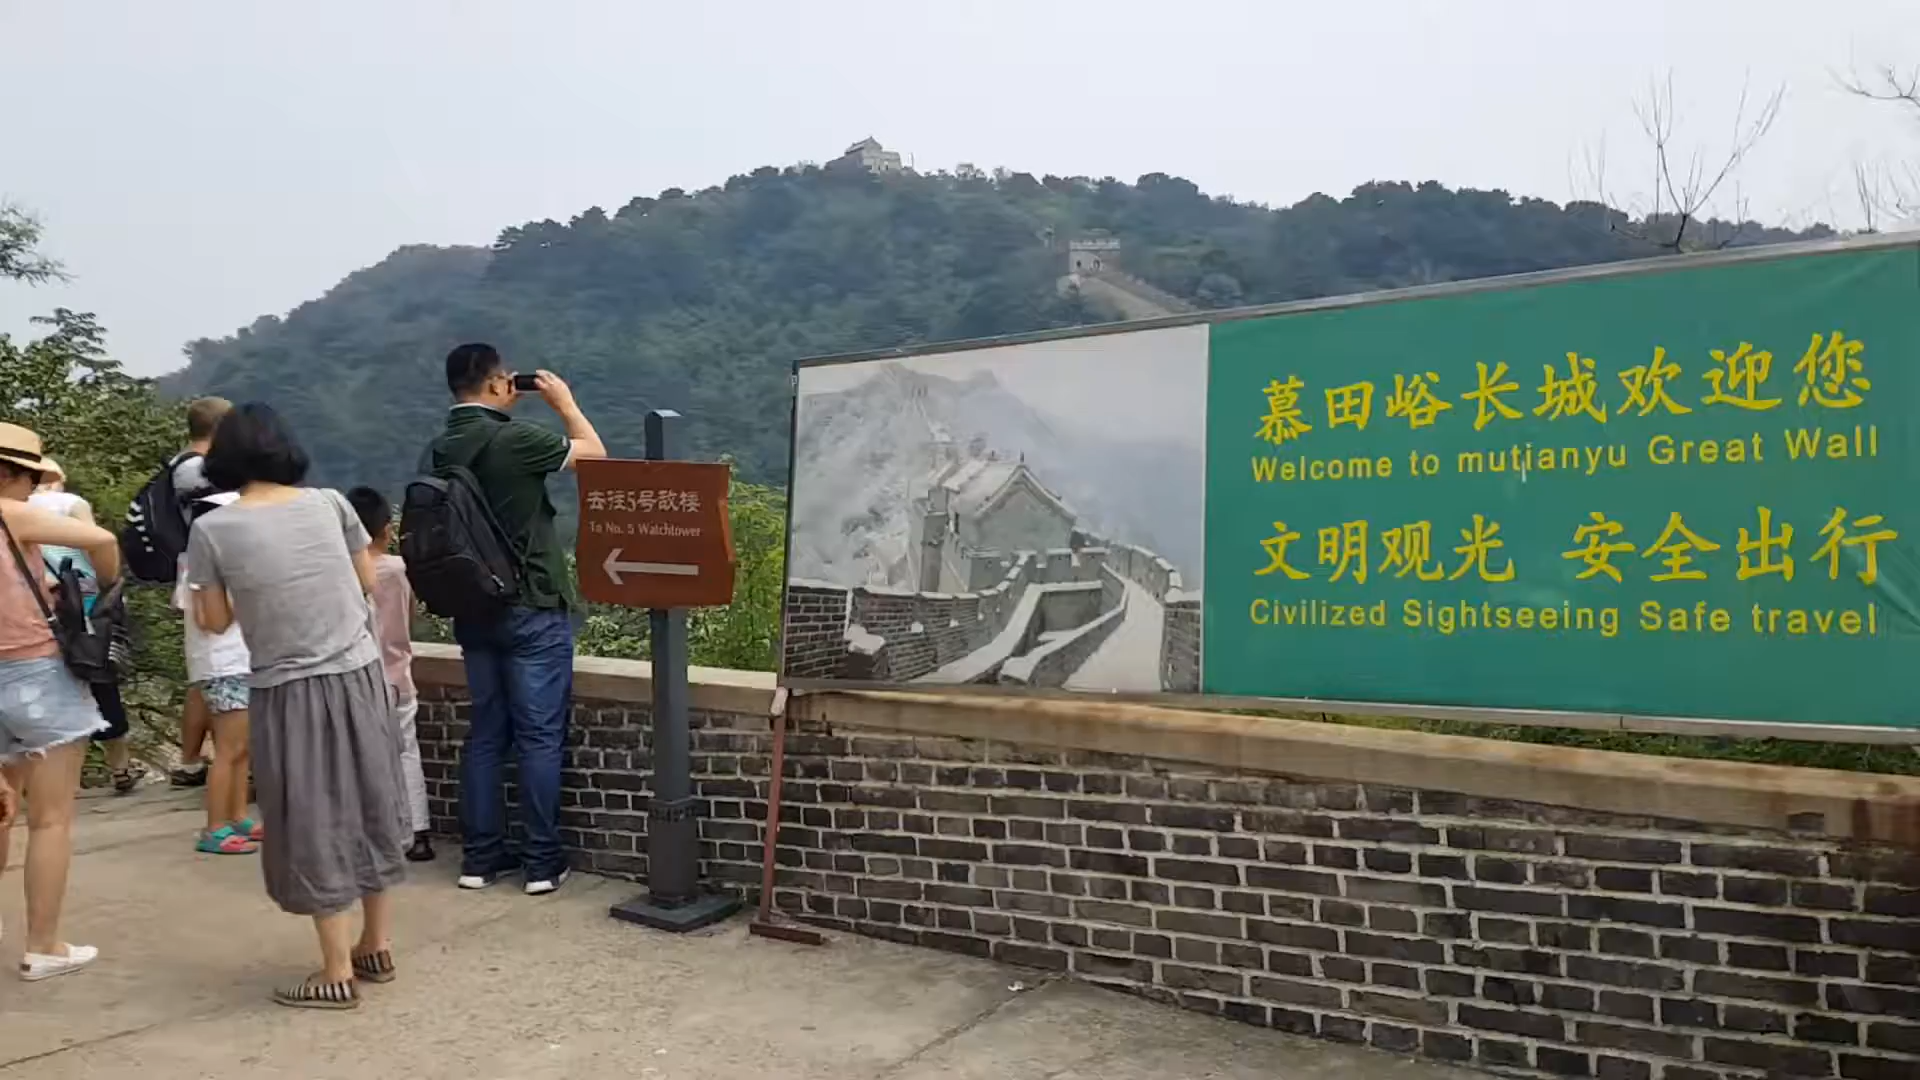 去往5号敌楼
To No. 5 Watchtower
慕田峪长城欢迎您
Welcome to mutianyu Great Wall
文明观光 安全出行
Civilized Sightseeing Safe travel